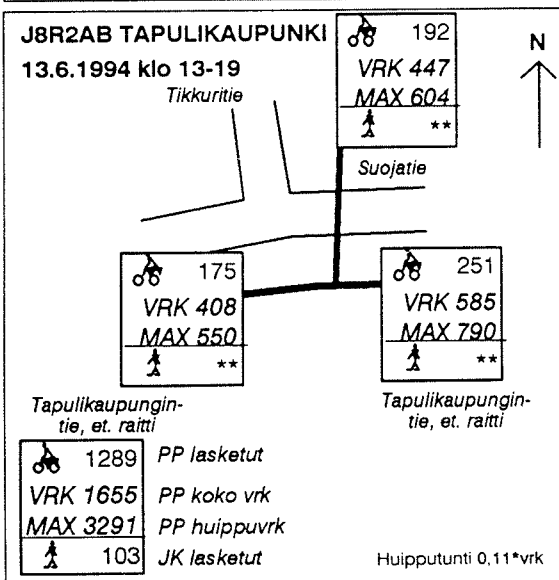 J8R2AB TAPULIKAUPUNKI
13.6.1994 klo 13-19
192
VRK 447
MAX 604
**
N
Tikkuritie
Suojatie
175
VRK 408
MAX 550
**
251
VRK 585
MAX 790
**
Tapulikaupungin-
tie, et. raitti
Tapulikaupungin-
tie, et. raitti
1289 PP lasketut
VRK 1655 PP koko vrk
MAX 3291 PP huippuvrk
103 JK lasketut
Huipputunti 0,11*vrk